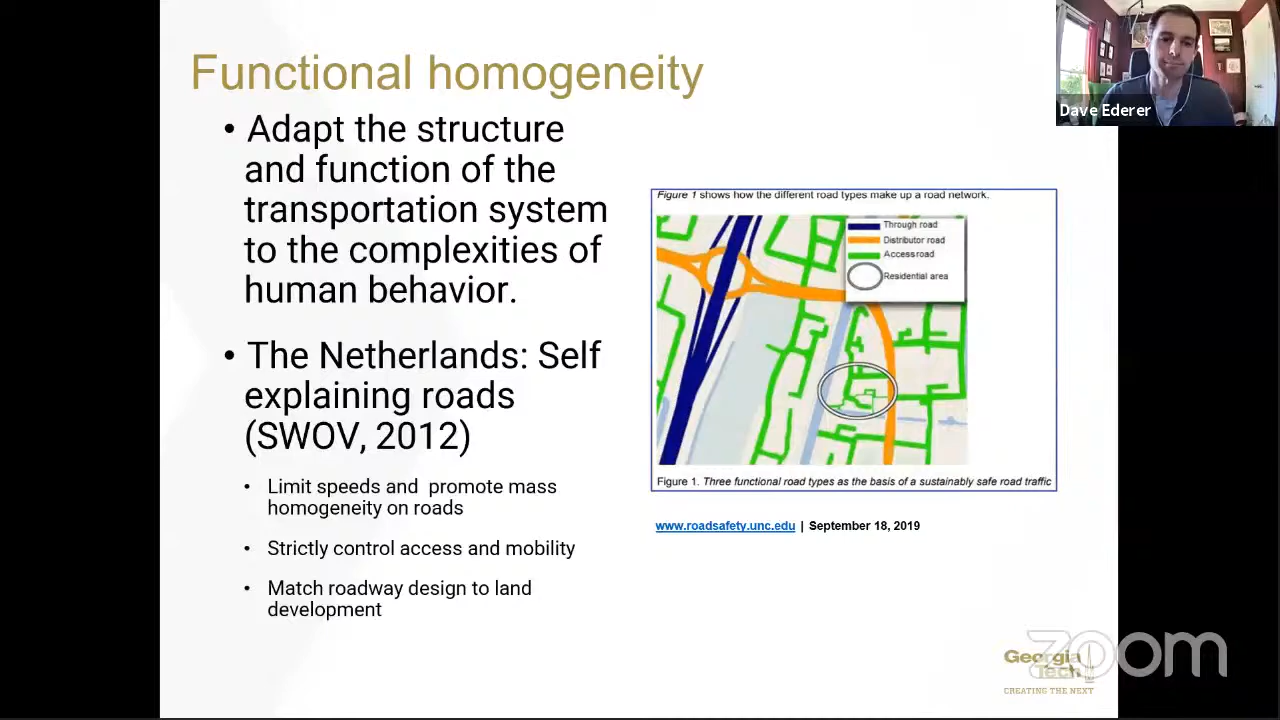 Functional homogeneity
• Adapt the structure
and function of the
transportation system
to the complexities of
human behavior.
• The Netherlands: Self
explaining roads
(SWOV, 2012)
• Limit speeds and promote mass
homogeneity on roads
• Strictly control access and mobility
• Match roadway design to land
development
Figure 1 shows how the different road types make up a road network.
Through road
Distributor road
Access road
Residential area
Figure 1. Three functional road types as the basis of a sustainably safe road traffic
www.roadsafety.unc.edu | September 18, 2019
Dave Ederer
Georgia
Tech
CREATING THE NEXT
zoom